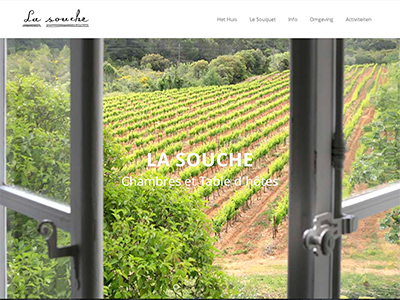 La souche
Het Huis Le Souquet Info Omgeving Activiteiten
LA SOUCHE
Chambres et Table d'hôtes